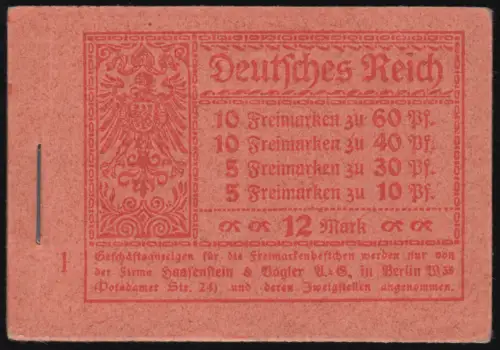 Deutsches Reich
10 Freimarken zu 60 Pf.
10 Freimarken zu 40 Pf.
5 Freimarken zu 30 Pf.
5 Freimarken zu 10 Pf.
12 Mark
1
Geschäftsanzeigen für die Freimarkenheftchen werden nur von
der Firma Haasenstein & Vogler A.=G., in Berlin W35
(Potsdamer Str. 24) und deren Zweigstellen angenommen.